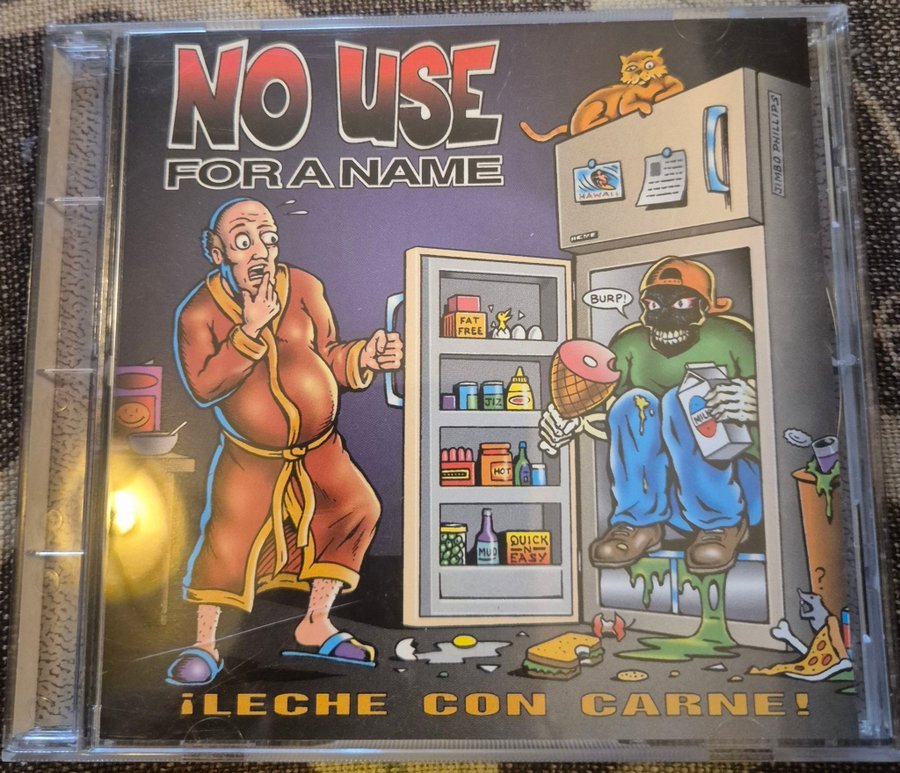 NO USE
FOR A NAME
JIMBO PHILLIPS
HAWAII
ACME
BURP!
FAT
FREE
JIZ
MILK
HOT
MUD
QUICK
-N-
EASY
?
¡LECHE CON CARNE!